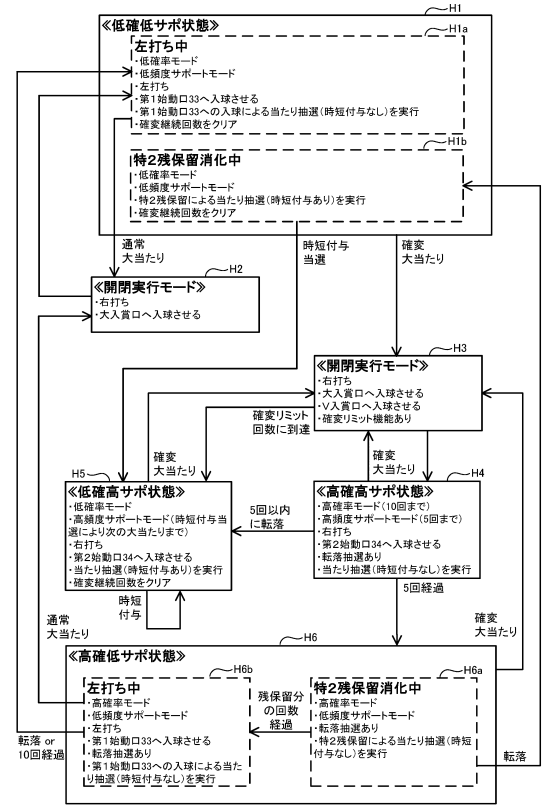 H1
≪低確低サポ状態≫
H1a
左打ち中
・低確率モード
・低頻度サポートモード
・左打ち
・第1始動口33へ入球させる
・第1始動口33への入球による当たり抽選(時短付与なし)を実行
・確変継続回数をクリア
H1b
特2残保留消化中
・低確率モード
・低頻度サポートモード
・特2残保留による当たり抽選(時短付与あり)を実行
・確変継続回数をクリア
通常
大当たり
時短付与
当選
確変
大当たり
H2
≪開閉実行モード≫
・右打ち
・大入賞口へ入球させる
H3
≪開閉実行モード≫
・右打ち
・大入賞口へ入球させる
・V入賞口へ入球させる
・確変リミット機能あり
確変リミット
回数に到達
確変
大当たり
確変
大当たり
H5
≪低確高サポ状態≫
・低確率モード
・高頻度サポートモード(時短付与当
選により次の大当たりまで)
・右打ち
・第2始動口34へ入球させる
・当たり抽選(時短付与あり)を実行
・確変継続回数をクリア
5回以内
に転落
H4
≪高確高サポ状態≫
・高確率モード(10回まで)
・高頻度サポートモード(5回まで)
・右打ち
・第2始動口34へ入球させる
・転落抽選あり
・当たり抽選(時短付与なし)を実行
時短
付与
5回経過
通常
大当たり
確変
大当たり
H6
≪高確低サポ状態≫
H6b
左打ち中
・高確率モード
・低頻度サポートモード
・左打ち
・第1始動口33へ入球させる
・転落抽選あり
・第1始動口33への入球による当た
り抽選(時短付与なし)を実行
残保留分
の回数
経過
H6a
特2残保留消化中
・高確率モード
・低頻度サポートモード
・転落抽選あり
・特2残保留による当たり抽選(時短
付与なし)を実行
転落 or
10回経過
転落